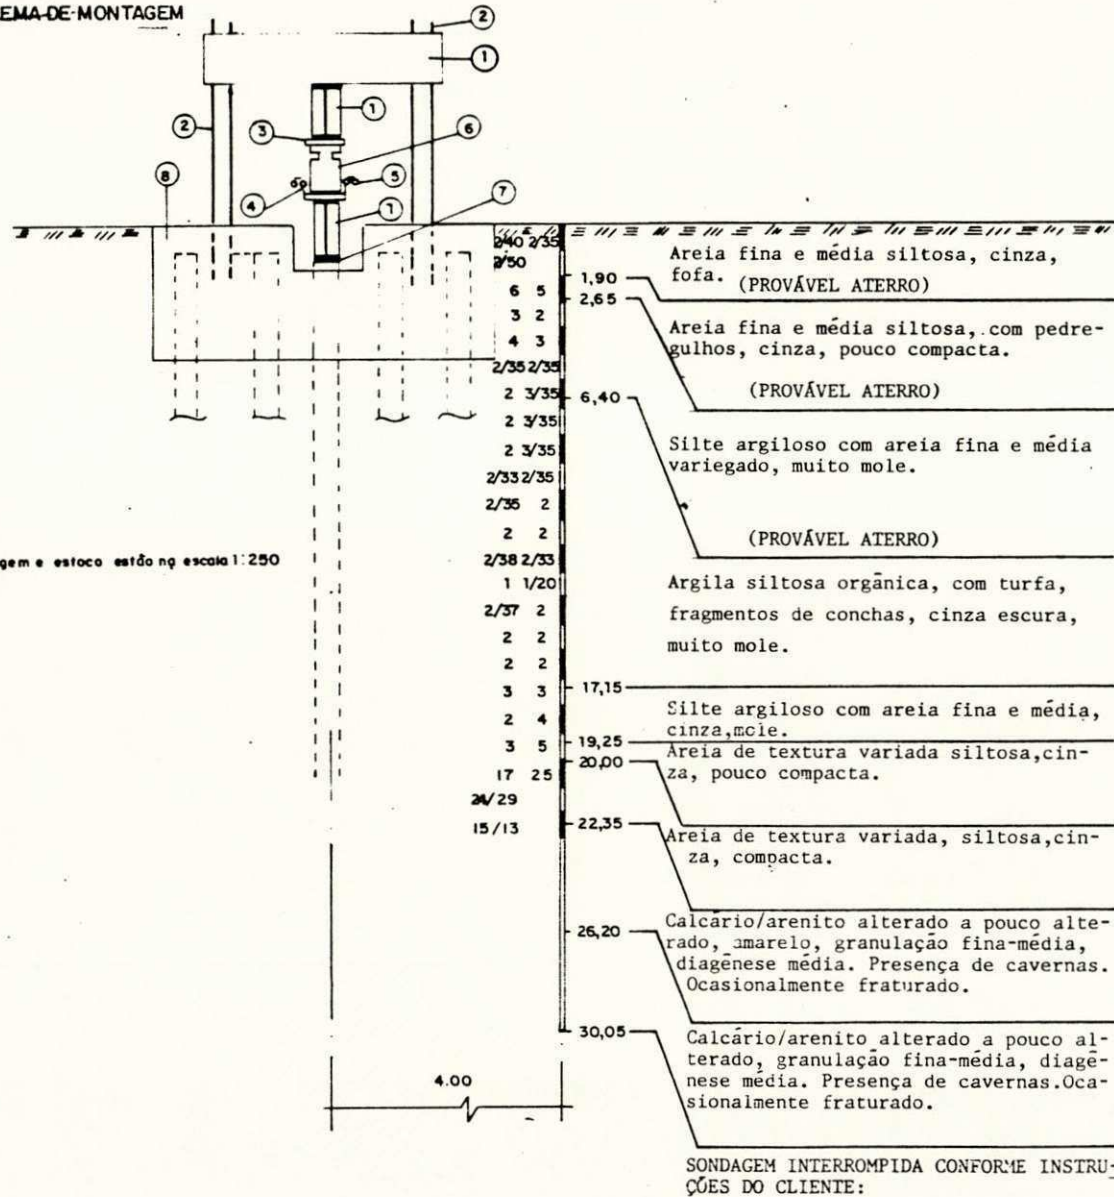 EMA-DE-MONTAGEM
2
1
2
1
3
6
8
4
5
7
1
2/40 2/35
2/50
6 5
3 2
4 3
2/35 2/35
2 3/35
2 3/35
2 3/35
2/33 2/35
2/35 2
2 2
2/38 2/33
1 1/20
2/37 2
2 2
2 2
3 3
2 4
3 5
17 25
24/29
15/13
gem e estaca estão na escala 1:250
Areia fina e média siltosa, cinza,
fofa. (PROVÁVEL ATERRO)
1,90
2,65
Areia fina e média siltosa, com pedre-
gulhos, cinza, pouco compacta.
(PROVÁVEL ATERRO)
6,40
Silte argiloso com areia fina e média
variegado, muito mole.
(PROVÁVEL ATERRO)
Argila siltosa orgânica, com turfa,
fragmentos de conchas, cinza escura,
muito mole.
17,15
Silte argiloso com areia fina e média,
cinza, mole.
19,25
Areia de textura variada siltosa, cin-
za, pouco compacta.
20,00
22,35
Areia de textura variada, siltosa, cin-
za, compacta.
26,20
Calcário/arenito alterado a pouco alte-
rado, amarelo, granulação fina-média,
diagênese média. Presença de cavernas.
Ocasionalmente fraturado.
30,05
Calcário/arenito alterado a pouco al-
terado, granulação fina-média, diagê-
nese média. Presença de cavernas. Oca-
sionalmente fraturado.
4.00
SONDAGEM INTERROMPIDA CONFORME INSTRU-
ÇÕES DO CLIENTE: